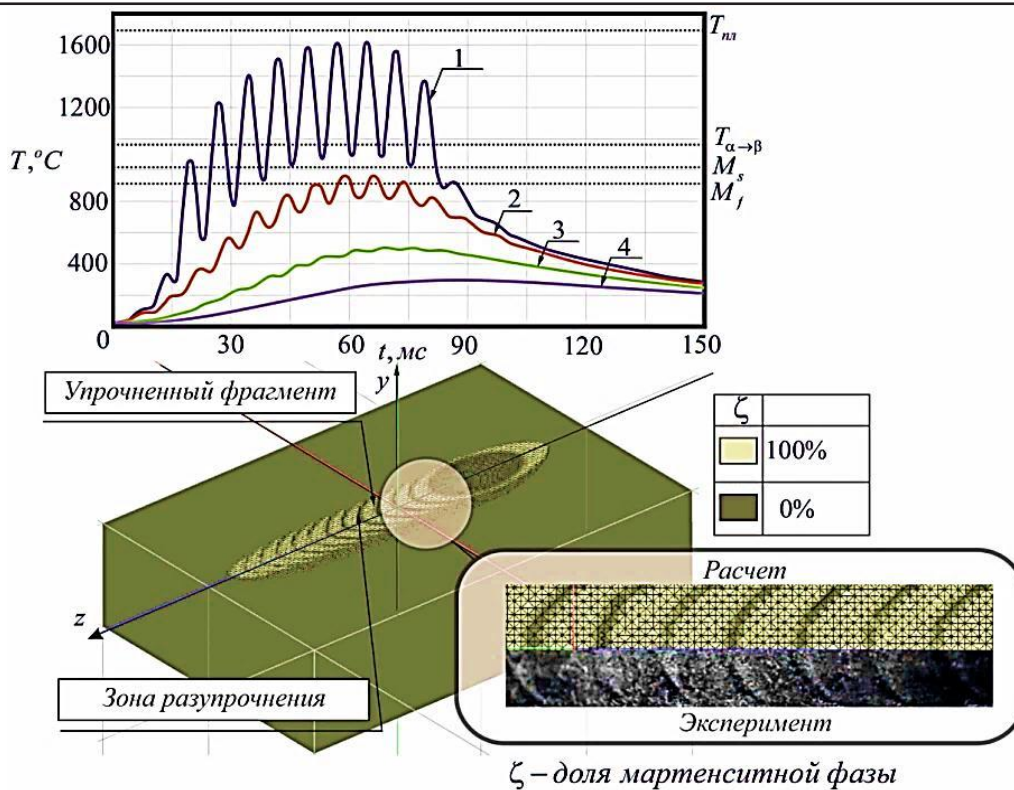 1600
1200
T,°C
800
400
0
30
60
90
120
150
t, мс
1
2
3
4
T_пл
T_α→β
M_s
M_f
y
z
Упрочненный фрагмент
Зона разупрочнения
ζ
100%
0%
Расчет
Эксперимент
ζ – доля мартенситной фазы